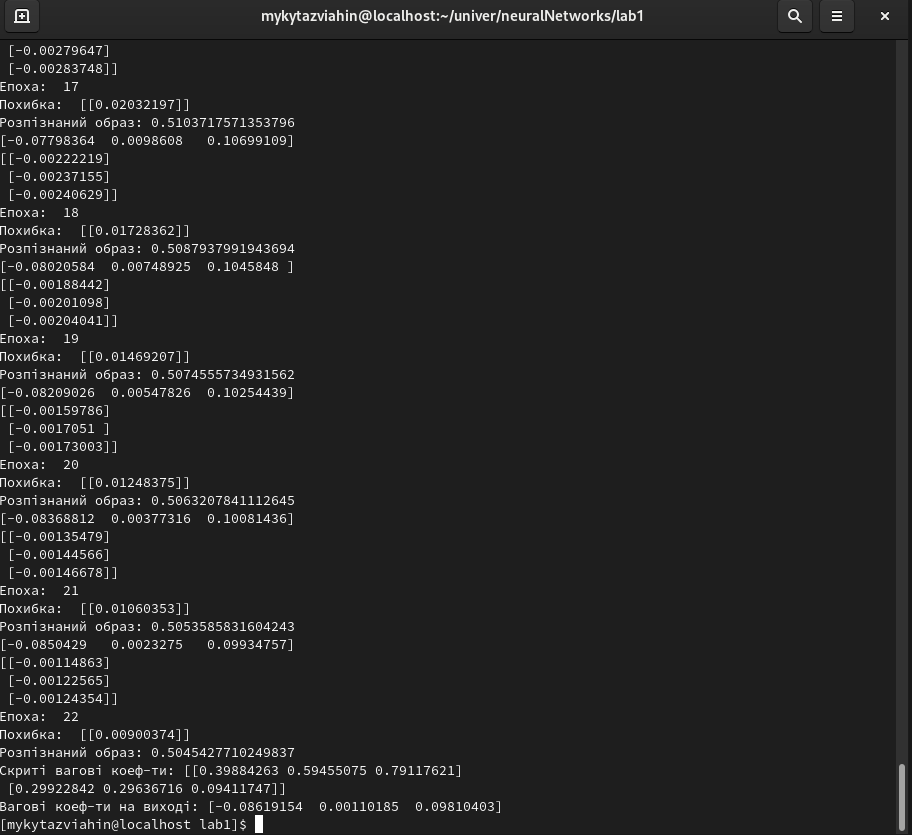 mykytazviahin@localhost:~/univer/neuralNetworks/lab1
 [-0.00279647]
 [-0.00283748]]
Епоха:  17
Похибка:  [[0.02032197]]
Розпізнаний образ: 0.5103717571353796
[-0.07798364  0.0098608   0.10699109]
[[-0.00222219]
 [-0.00237155]
 [-0.00240629]]
Епоха:  18
Похибка:  [[0.01728362]]
Розпізнаний образ: 0.5087937991943694
[-0.08020584  0.00748925  0.1045848 ]
[[-0.00188442]
 [-0.00201098]
 [-0.00204041]]
Епоха:  19
Похибка:  [[0.01469207]]
Розпізнаний образ: 0.5074555734931562
[-0.08209026  0.00547826  0.10254439]
[[-0.00159786]
 [-0.0017051 ]
 [-0.00173003]]
Епоха:  20
Похибка:  [[0.01248375]]
Розпізнаний образ: 0.5063207841112645
[-0.08368812  0.00377316  0.10081436]
[[-0.00135479]
 [-0.00144566]
 [-0.00146678]]
Епоха:  21
Похибка:  [[0.01060353]]
Розпізнаний образ: 0.5053585831604243
[-0.0850429   0.0023275   0.09934757]
[[-0.00114863]
 [-0.00122565]
 [-0.00124354]]
Епоха:  22
Похибка:  [[0.00900374]]
Розпізнаний образ: 0.5045427710249837
Скриті вагові коеф-ти: [[0.39884263 0.59455075 0.79117621]
 [0.29922842 0.29636716 0.09411747]]
Вагові коеф-ти на виході: [-0.08619154  0.00110185  0.09810403]
[mykytazviahin@localhost lab1]$